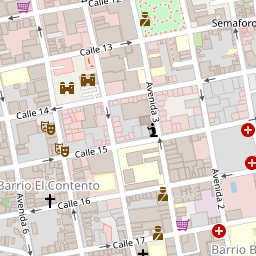 Calle 12
Semaforo
Calle 13
Calle 14
Avenida 3
Calle 15
Barrio El Contento
Calle 16
Avenida 6
Avenida 2
Calle 17
Barrio B